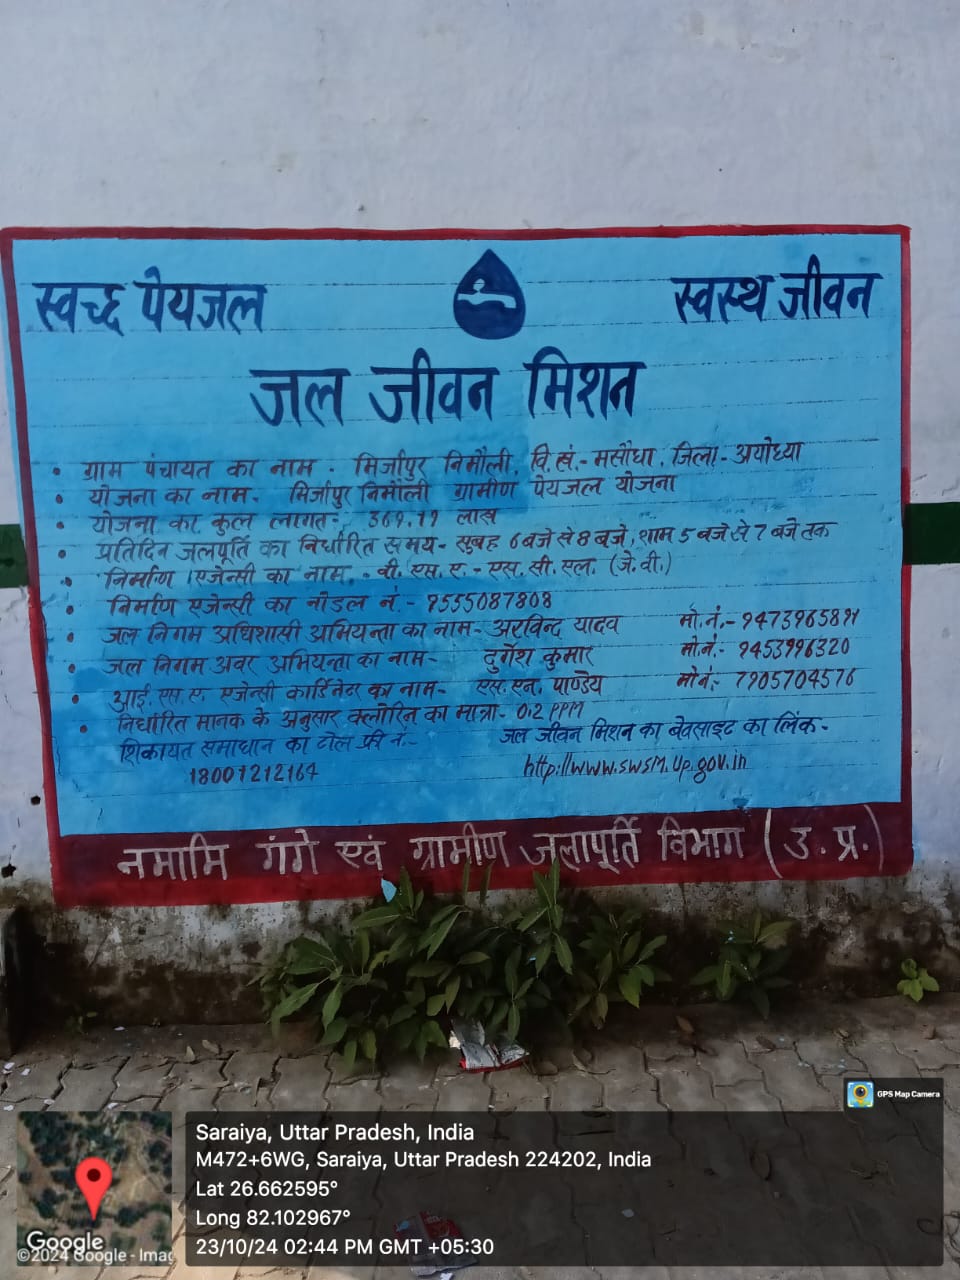 स्वच्छ पेयजल
स्वस्थ जीवन
जल जीवन मिशन
• ग्राम पंचायत का नाम - मिर्जापुर निमौली, वि.खं.- मसौधा, जिला- अयोध्या
• योजना का नाम - मिर्जापुर निमौली ग्रामीण पेयजल योजना
• योजना का कुल लागत- लाख
• प्रतिदिन जलपूर्ति का निर्धारित समय- सुबह 6 बजे से 8 बजे, शाम 5 बजे से 7 बजे तक
• निर्माण एजेन्सी का नाम - वी. एस. ए. - एस. सी. एल. (जे. वी.)
• निर्माण एजेन्सी का नोडल नं. - 9555087808
• जल निगम अधिशासी अभियन्ता का नाम- अरविन्द यादव मो.नं.-
• जल निगम अवर अभियन्ता का नाम- दुर्गेश कुमार मो.नं.-
• आई. एस. ए. एजेन्सी कार्डिनेटर का नाम- एस. एन. पाण्डेय मो नं.- 7905704576
• निर्धारित मानक के अनुसार क्लोरिन का मात्रा- 0.2 PPM
शिकायत समाधान का टोल फ्री नं.- जल जीवन मिशन का बेवसाइट का लिंक -
18001212164 http://www.swsm.up.gov.in
नमामि गंगे एवं ग्रामीण जलापूर्ति विभाग (उ. प्र.)
GPS Map Camera
Saraiya, Uttar Pradesh, India
M472+6WG, Saraiya, Uttar Pradesh 224202, India
Lat 26.662595°
Long 82.102967°
23/10/24 02:44 PM GMT +05:30
Google
©2024 Google - Imag